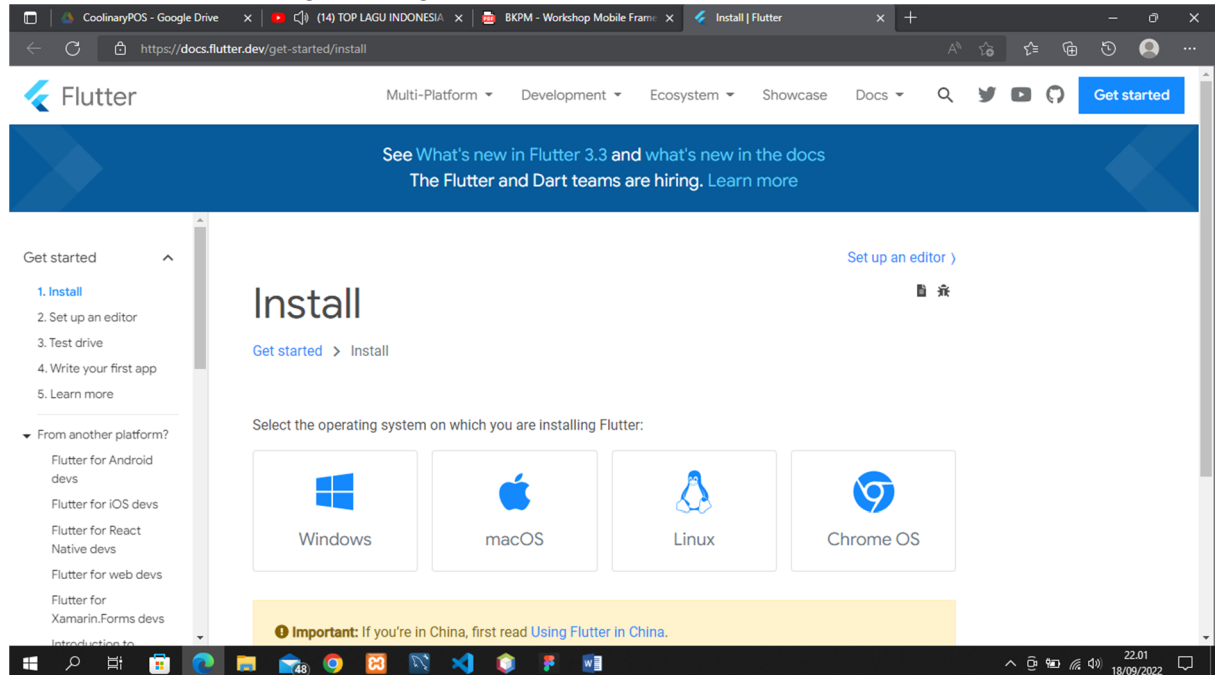 CoolinaryPOS - Google Drive
(14) TOP LAGU INDONESIA
BKPM - Workshop Mobile Frame
Install | Flutter
https://docs.flutter.dev/get-started/install
Flutter
Multi-Platform
Development
Ecosystem
Showcase
Docs
Get started
See What's new in Flutter 3.3 and what's new in the docs
The Flutter and Dart teams are hiring. Learn more
Get started
1. Install
2. Set up an editor
3. Test drive
4. Write your first app
5. Learn more
From another platform?
Flutter for Android
devs
Flutter for iOS devs
Flutter for React
Native devs
Flutter for web devs
Flutter for
Xamarin.Forms devs
Introduction to
Set up an editor
Install
Get started > Install
Select the operating system on which you are installing Flutter:
Windows
macOS
Linux
Chrome OS
Important: If you're in China, first read Using Flutter in China.
48
22.01
18/09/2022